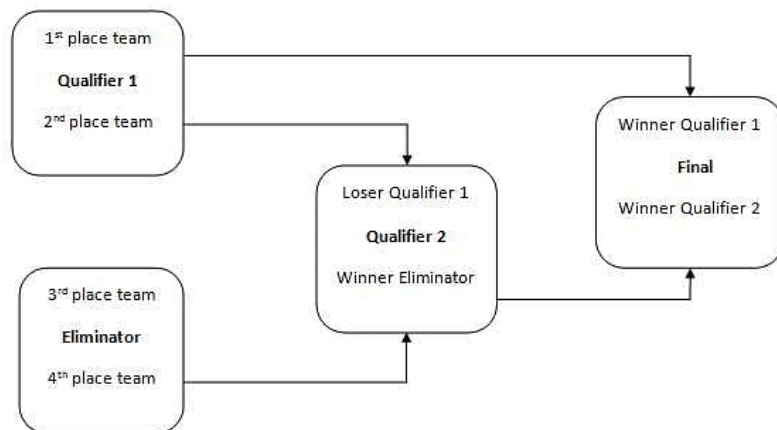 1st place team
Qualifier 1
2nd place team
Loser Qualifier 1
Qualifier 2
Winner Eliminator
Winner Qualifier 1
Final
Winner Qualifier 2
3rd place team
Eliminator
4th place team